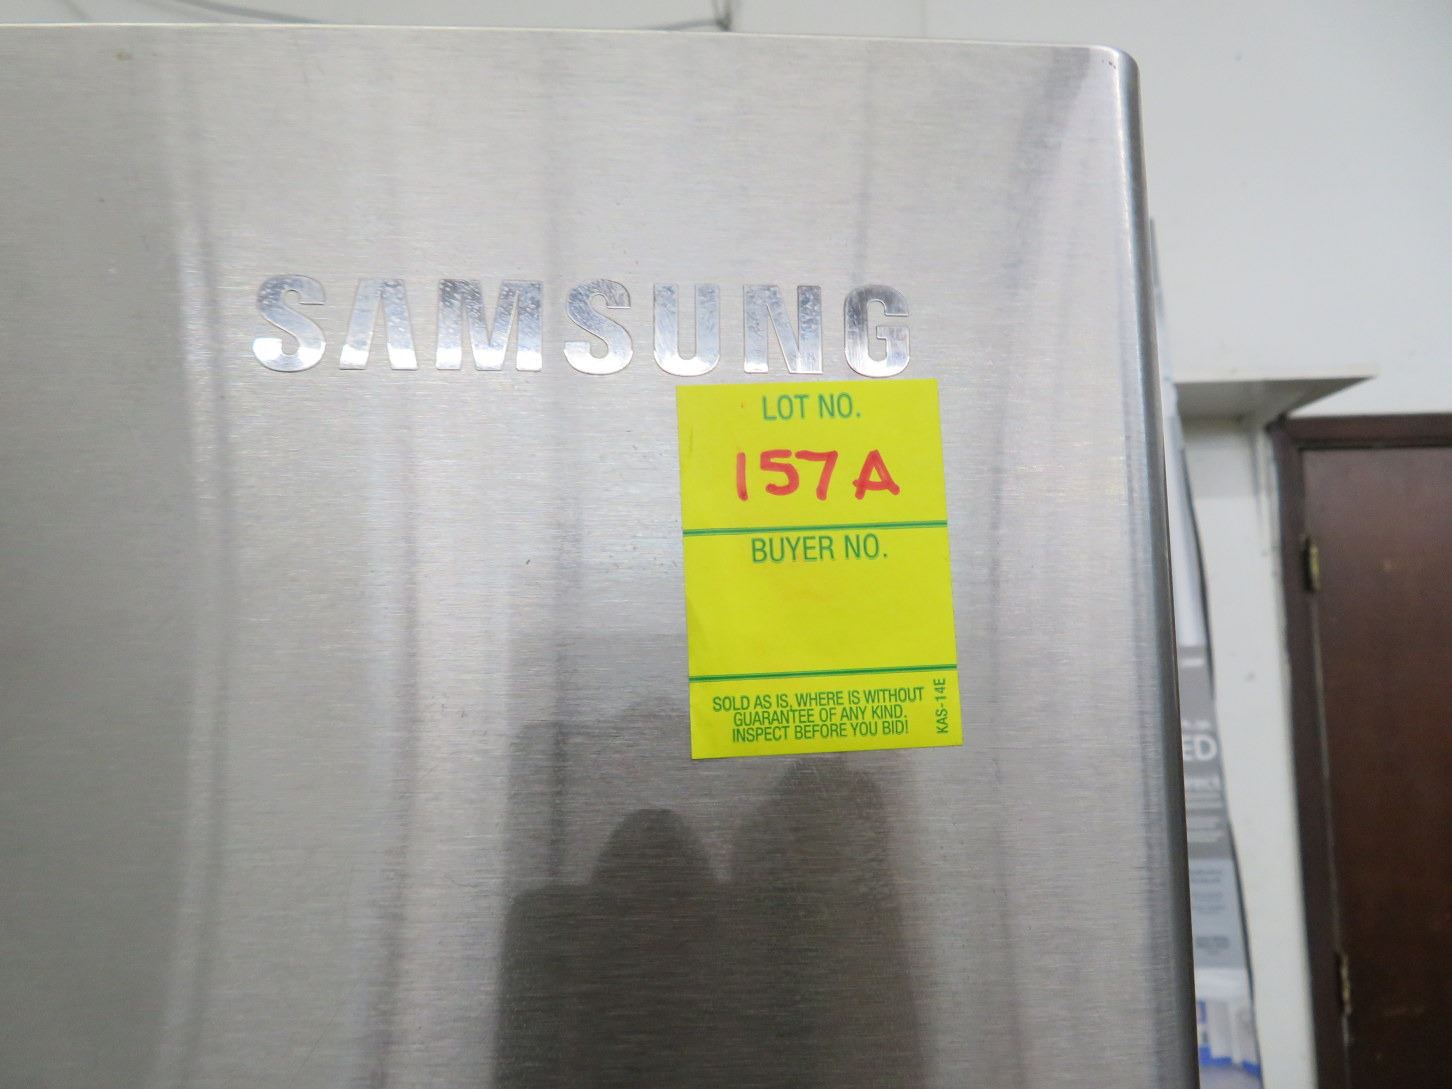 SAMSUNG
LOT NO.
157A
BUYER NO.
SOLD AS IS, WHERE IS WITHOUT
GUARANTEE OF ANY KIND.
INSPECT BEFORE YOU BID!
KAS-14E
ED